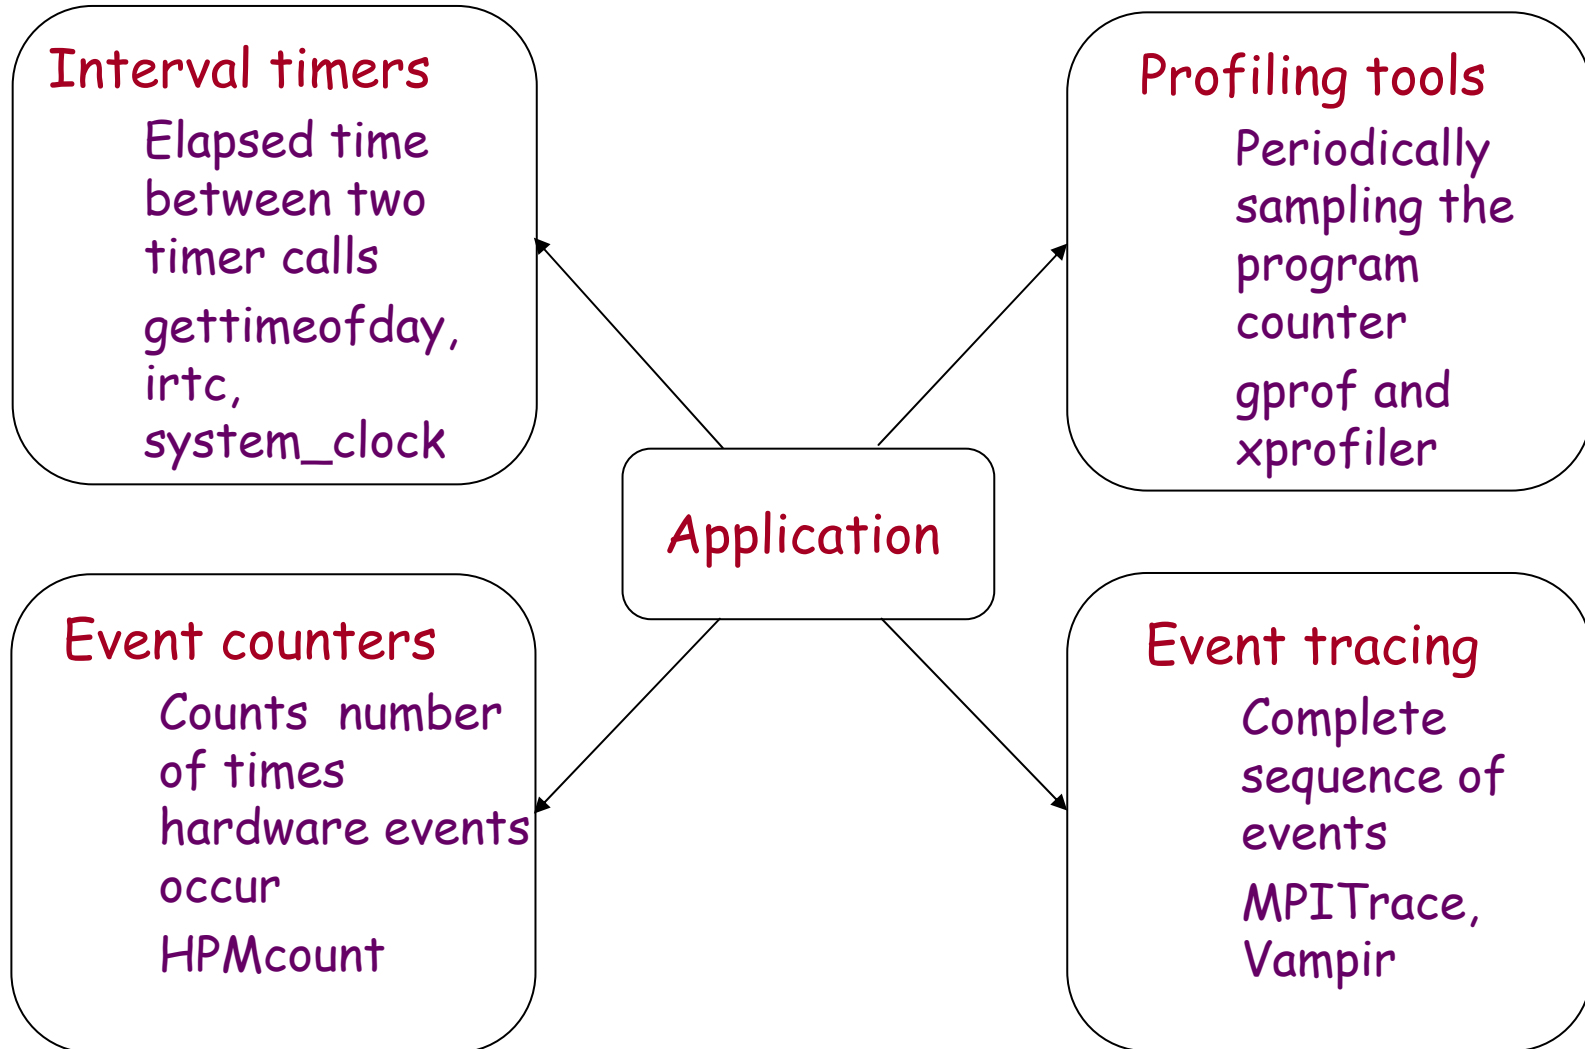 Interval timers
Elapsed time
between two
timer calls
gettimeofday,
irtc,
system_clock
Profiling tools
Periodically
sampling the
program
counter
gprof and
xprofiler
Application
Event counters
Counts  number
of times
hardware events
occur
HPMcount
Event tracing
Complete
sequence of
events
MPITrace,
Vampir